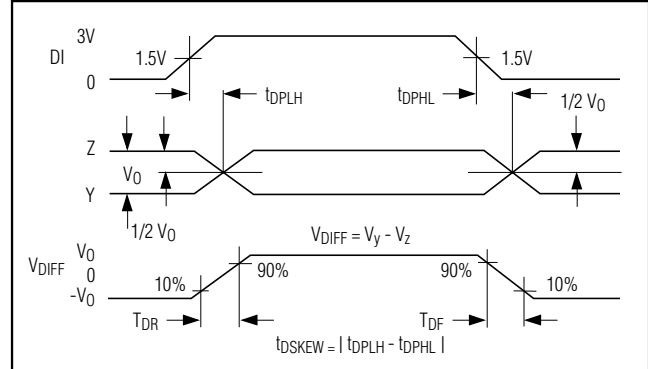 3V
DI
1.5V
1.5V
0
tDPLH
tDPHL
1/2 VO
Z
VO
Y
1/2 VO
VDIFF = Vy - Vz
VDIFF
VO
0
-VO
10%
90%
90%
10%
TDR
TDF
tDSKEW = | tDPLH - tDPHL |